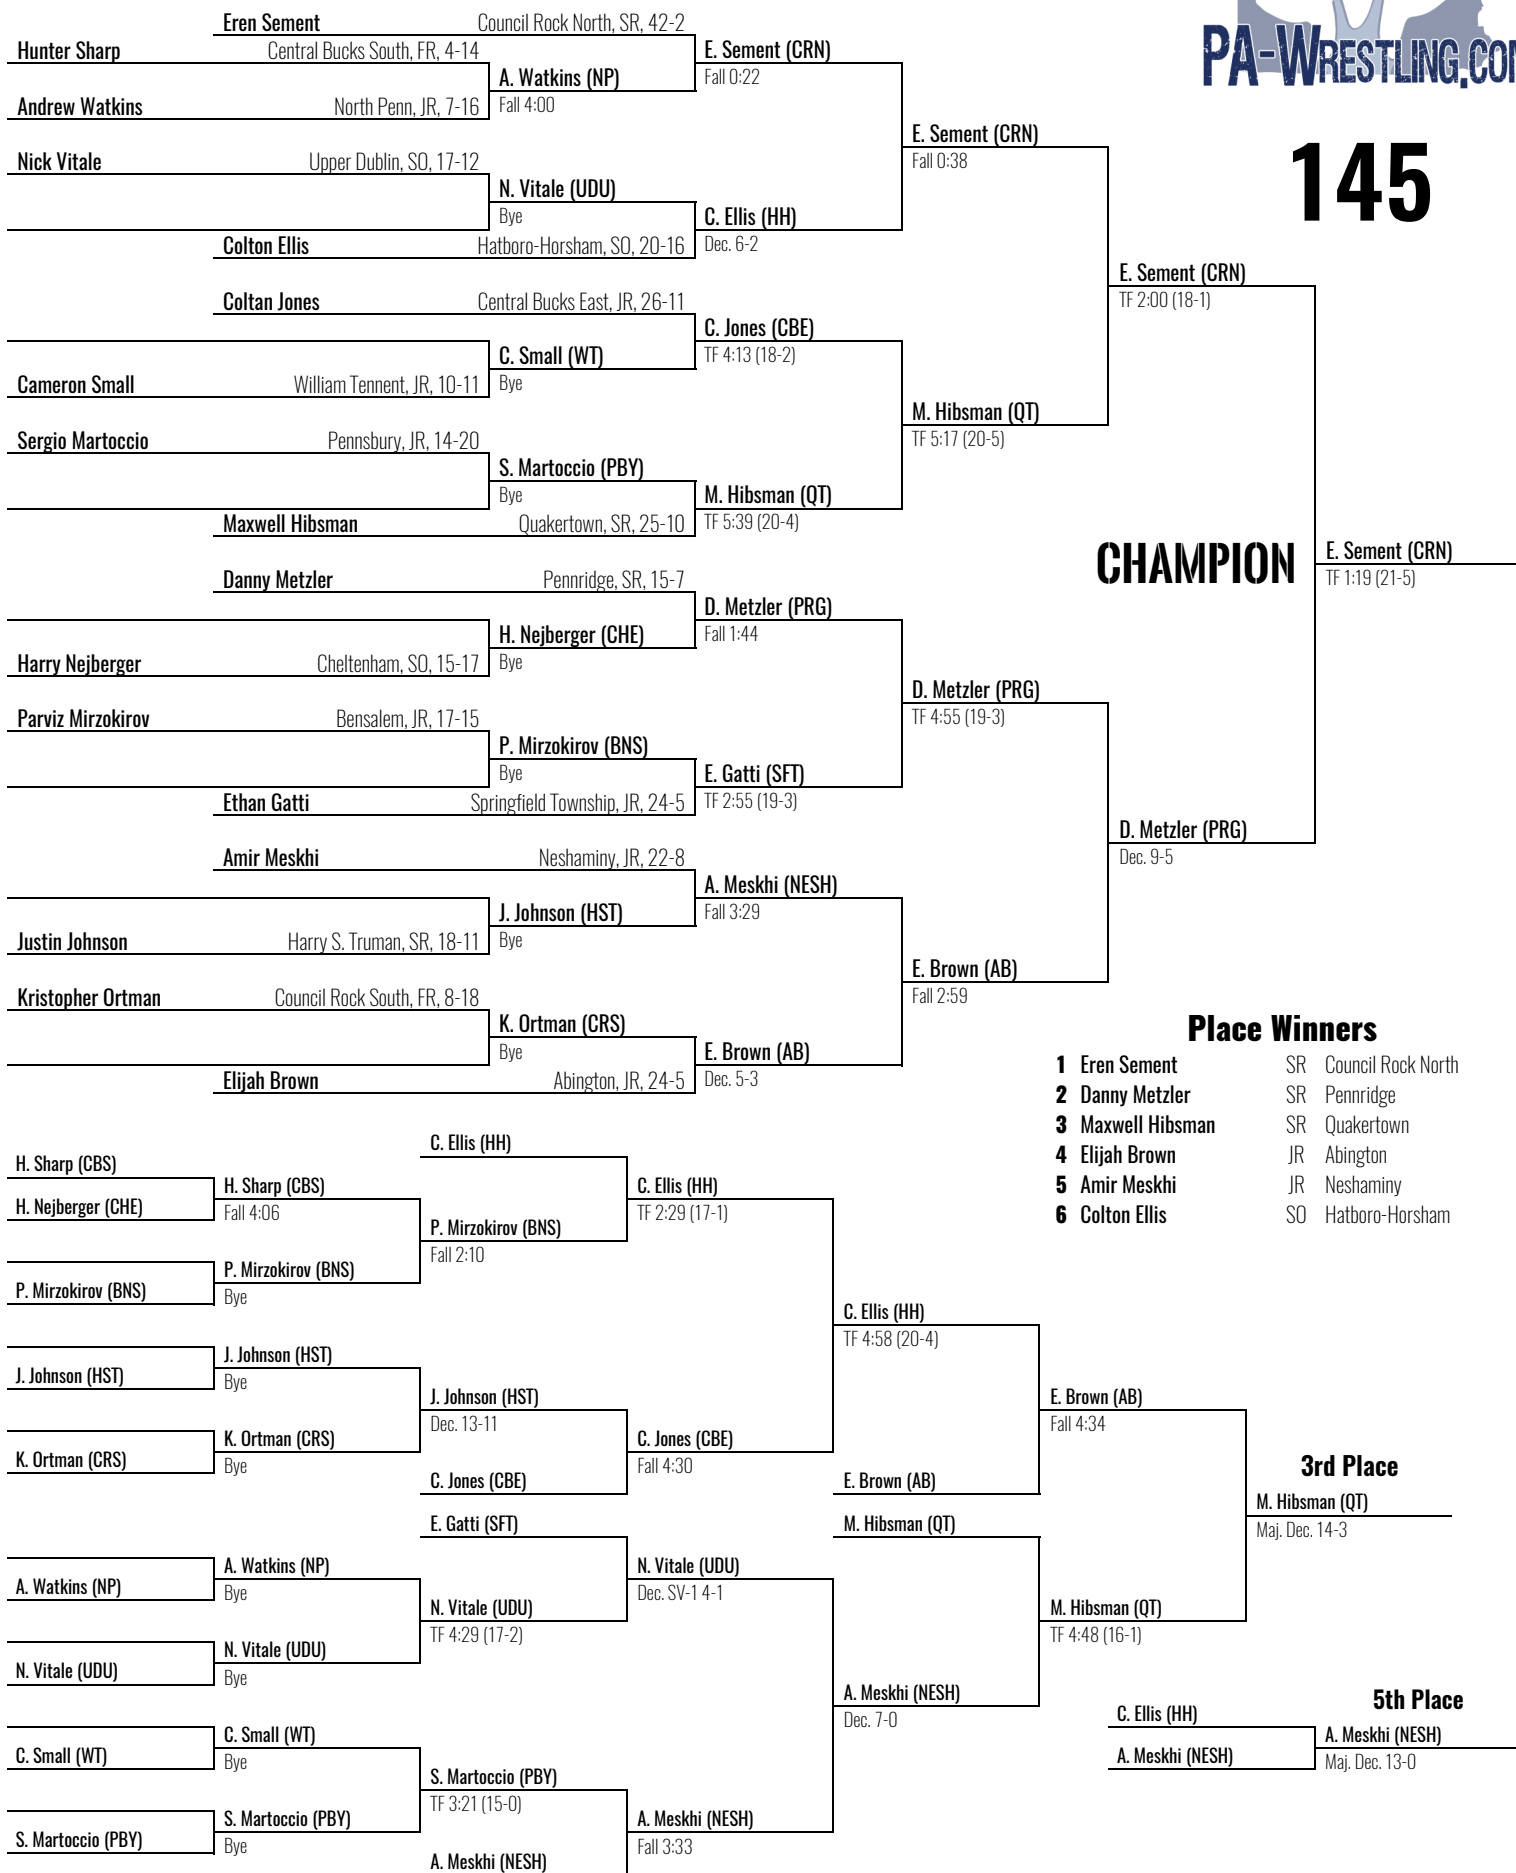 PA-WRESTLING.CO
145
Eren Sement Council Rock North, SR, 42-2
Hunter Sharp Central Bucks South, FR, 4-14
E. Sement (CRN)
A. Watkins (NP)
Fall 0:22
Andrew Watkins North Penn, JR, 7-16
Fall 4:00
E. Sement (CRN)
Fall 0:38
Nick Vitale Upper Dublin, SO, 17-12
N. Vitale (UDU)
Bye
C. Ellis (HH)
Colton Ellis Hatboro-Horsham, SO, 20-16
Dec. 6-2
E. Sement (CRN)
TF 2:00 (18-1)
Coltan Jones Central Bucks East, JR, 26-11
C. Jones (CBE)
C. Small (WT)
TF 4:13 (18-2)
Cameron Small William Tennent, JR, 10-11
Bye
M. Hibsman (QT)
TF 5:17 (20-5)
Sergio Martoccio Pennsbury, JR, 14-20
S. Martoccio (PBY)
Bye
M. Hibsman (QT)
Maxwell Hibsman Quakertown, SR, 25-10
TF 5:39 (20-4)
CHAMPION
E. Sement (CRN)
TF 1:19 (21-5)
Danny Metzler Pennridge, SR, 15-7
D. Metzler (PRG)
H. Nejberger (CHE)
Fall 1:44
Harry Nejberger Cheltenham, SO, 15-17
Bye
D. Metzler (PRG)
TF 4:55 (19-3)
Parviz Mirzokirov Bensalem, JR, 17-15
P. Mirzokirov (BNS)
Bye
E. Gatti (SFT)
Ethan Gatti Springfield Township, JR, 24-5
TF 2:55 (19-3)
D. Metzler (PRG)
Dec. 9-5
Amir Meskhi Neshaminy, JR, 22-8
A. Meskhi (NESH)
J. Johnson (HST)
Fall 3:29
Justin Johnson Harry S. Truman, SR, 18-11
Bye
E. Brown (AB)
Fall 2:59
Kristopher Ortman Council Rock South, FR, 8-18
K. Ortman (CRS)
Bye
E. Brown (AB)
Elijah Brown Abington, JR, 24-5
Dec. 5-3
Place Winners
1 Eren Sement SR Council Rock North
2 Danny Metzler SR Pennridge
3 Maxwell Hibsman SR Quakertown
4 Elijah Brown JR Abington
5 Amir Meskhi JR Neshaminy
6 Colton Ellis SO Hatboro-Horsham
C. Ellis (HH)
H. Sharp (CBS)
H. Sharp (CBS)
C. Ellis (HH)
H. Nejberger (CHE)
Fall 4:06
TF 2:29 (17-1)
P. Mirzokirov (BNS)
Fall 2:10
P. Mirzokirov (BNS)
P. Mirzokirov (BNS)
Bye
C. Ellis (HH)
TF 4:58 (20-4)
J. Johnson (HST)
J. Johnson (HST)
Bye
J. Johnson (HST)
Dec. 13-11
E. Brown (AB)
Fall 4:34
K. Ortman (CRS)
C. Jones (CBE)
K. Ortman (CRS)
Bye
Fall 4:30
C. Jones (CBE)
E. Brown (AB)
3rd Place
M. Hibsman (QT)
Maj. Dec. 14-3
E. Gatti (SFT)
M. Hibsman (QT)
A. Watkins (NP)
N. Vitale (UDU)
A. Watkins (NP)
Bye
Dec. SV-1 4-1
N. Vitale (UDU)
M. Hibsman (QT)
TF 4:29 (17-2)
TF 4:48 (16-1)
N. Vitale (UDU)
N. Vitale (UDU)
Bye
A. Meskhi (NESH)
Dec. 7-0
5th Place
C. Ellis (HH)
A. Meskhi (NESH)
A. Meskhi (NESH)
Maj. Dec. 13-0
C. Small (WT)
C. Small (WT)
Bye
S. Martoccio (PBY)
TF 3:21 (15-0)
S. Martoccio (PBY)
A. Meskhi (NESH)
S. Martoccio (PBY)
Bye
Fall 3:33
A. Meskhi (NESH)